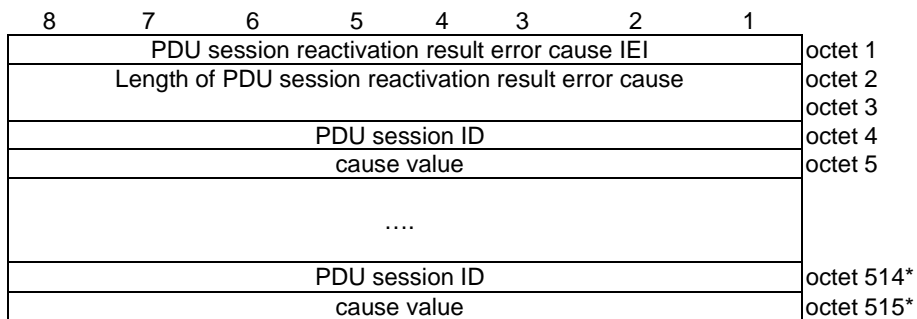 8 7 6 5 4 3 2 1
PDU session reactivation result error cause IEI octet 1
Length of PDU session reactivation result error cause octet 2
octet 3
PDU session ID octet 4
cause value octet 5
….
PDU session ID octet 514*
cause value octet 515*